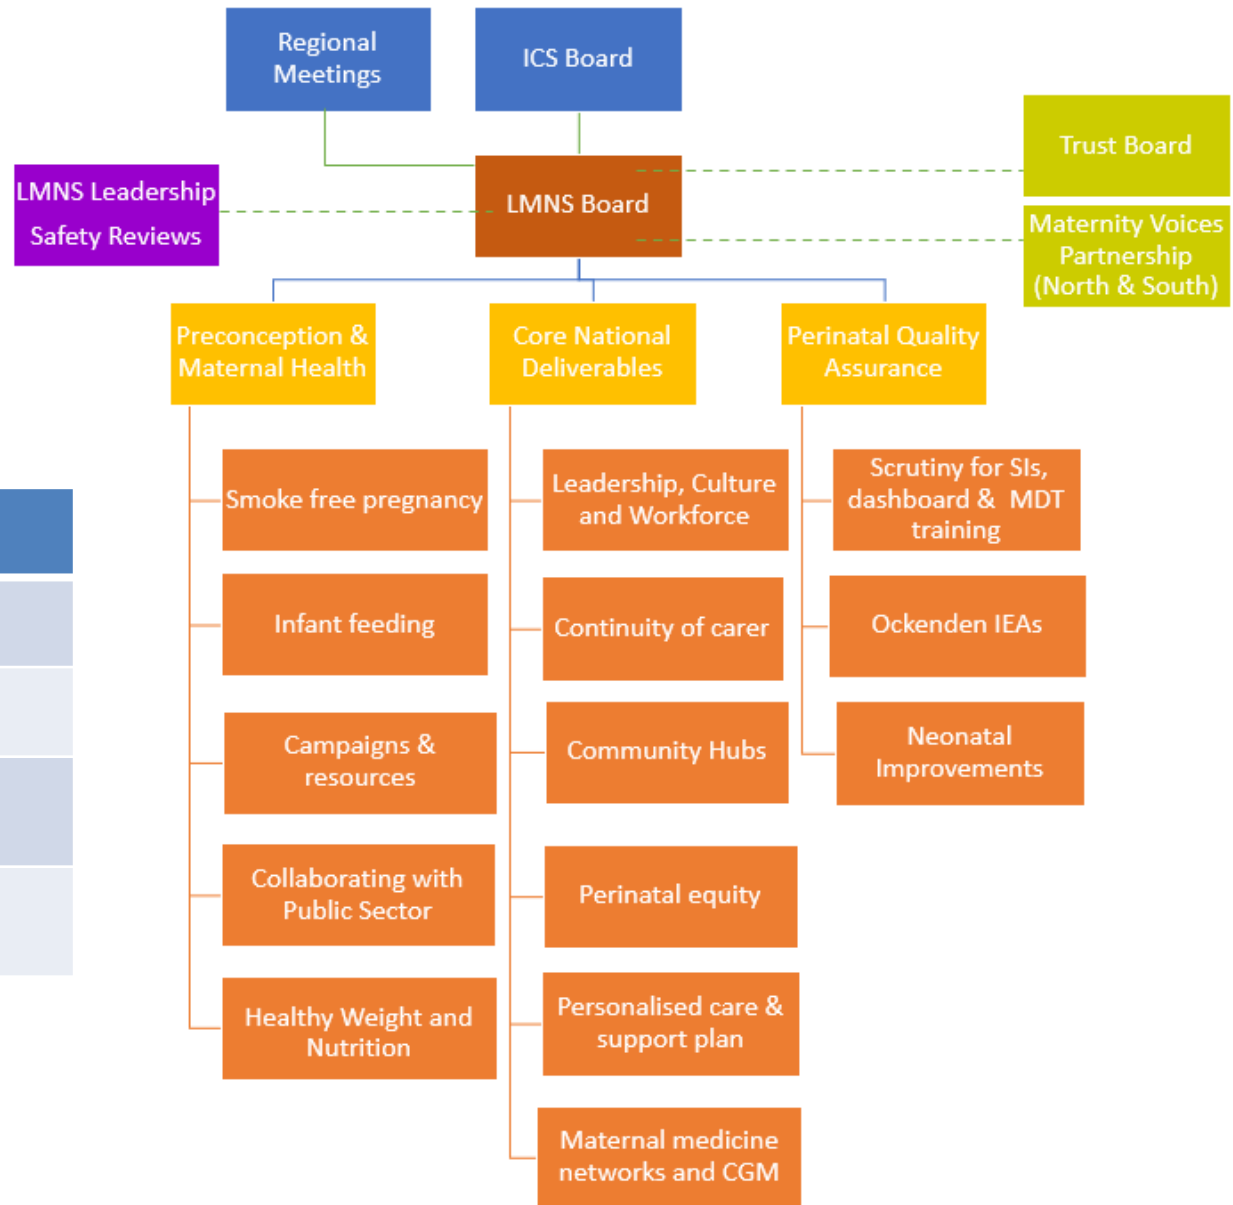 Regional
Meetings
ICS Board
Trust Board
LMNS Leadership
Safety Reviews
LMNS Board
Maternity Voices
Partnership
(North & South)
Preconception &
Maternal Health
Core National
Deliverables
Perinatal Quality
Assurance
Smoke free pregnancy
Infant feeding
Campaigns &
resources
Collaborating with
Public Sector
Healthy Weight and
Nutrition
Leadership, Culture
and Workforce
Continuity of carer
Community Hubs
Perinatal equity
Personalised care &
support plan
Maternal medicine
networks and CGM
Scrutiny for SIs,
dashboard & MDT
training
Ockenden IEAs
Neonatal
Improvements